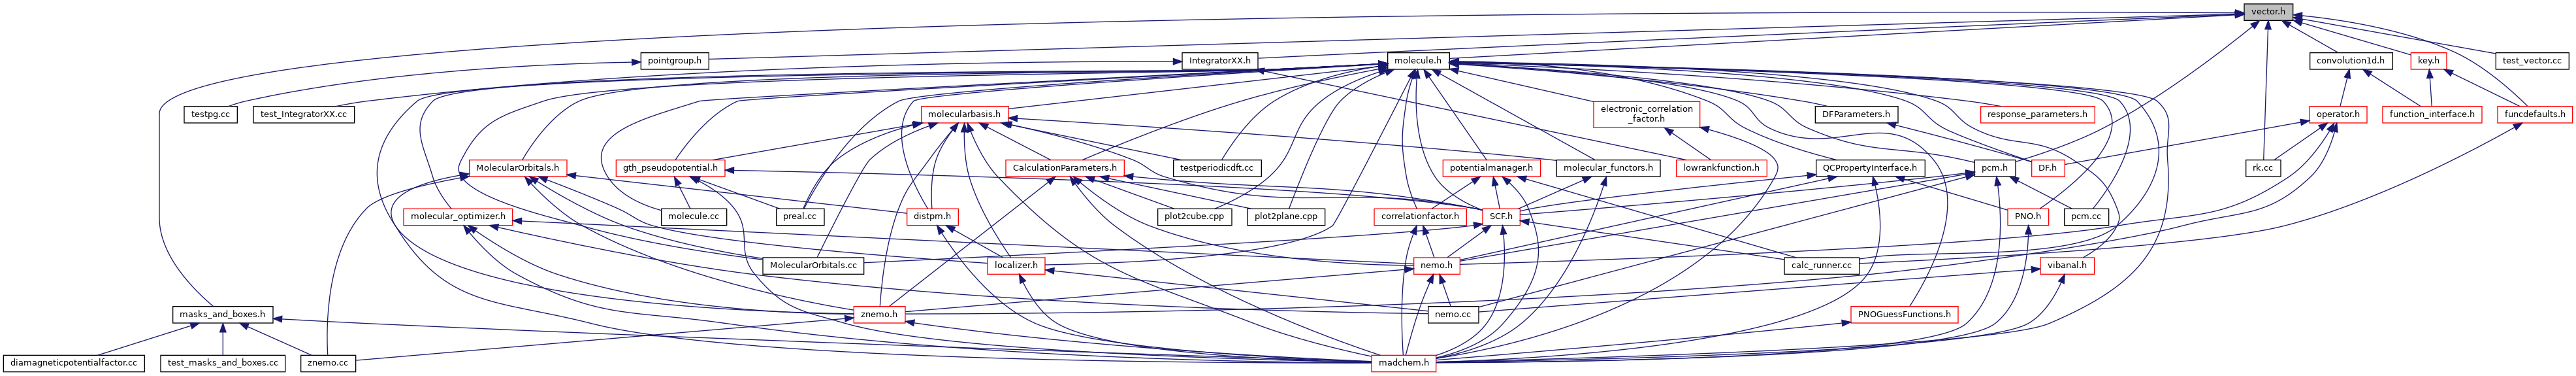 vector.h
pointgroup.h
IntegratorXX.h
molecule.h
convolution1d.h
key.h
test_vector.cc
testpg.cc
test_IntegratorXX.cc
molecularbasis.h
electronic_correlation
_factor.h
DFParameters.h
response_parameters.h
operator.h
function_interface.h
funcdefaults.h
MolecularOrbitals.h
gth_pseudopotential.h
CalculationParameters.h
testperiodicdft.cc
potentialmanager.h
molecular_functors.h
lowrankfunction.h
QCPropertyInterface.h
pcm.h
DF.h
rk.cc
molecular_optimizer.h
molecule.cc
preal.cc
distpm.h
plot2cube.cpp
plot2plane.cpp
correlationfactor.h
SCF.h
PNO.h
pcm.cc
MolecularOrbitals.cc
localizer.h
nemo.h
calc_runner.cc
vibanal.h
masks_and_boxes.h
znemo.h
nemo.cc
PNOGuessFunctions.h
diamagneticpotentialfactor.cc
test_masks_and_boxes.cc
znemo.cc
madchem.h